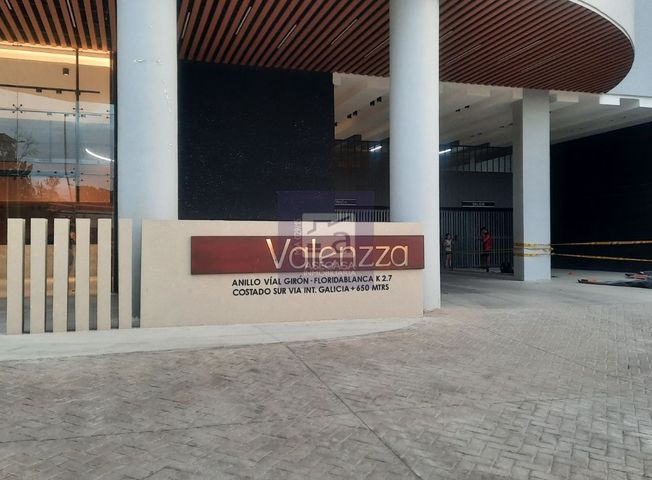 Valenzza
ANILLO VÍAL GIRÓN - FLORIDABLANCA K 2.7
COSTADO SUR VIA INT. GALICIA + 650 MTRS